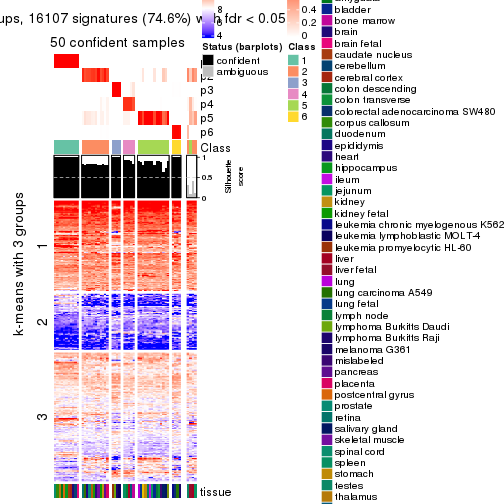 ups, 16107 signatures (74.6%) with fdr < 0.05
50 confident samples
p3
p4
p5
p6
Class
1
0.5
0
Silhouette
score
k-means with 3 groups
1
2
3
tissue
8
6
4
Status (barplots)
confident
ambiguous
0.4
0.2
0
Class
1
2
3
4
5
6
bladder
bone marrow
brain
brain fetal
caudate nucleus
cerebellum
cerebral cortex
colon descending
colon transverse
colorectal adenocarcinoma SW480
corpus callosum
duodenum
epididymis
heart
hippocampus
ileum
jejunum
kidney
kidney fetal
leukemia chronic myelogenous K562
leukemia lymphoblastic MOLT-4
leukemia promyelocytic HL-60
liver
liver fetal
lung
lung carcinoma A549
lung fetal
lymph node
lymphoma Burkitts Daudi
lymphoma Burkitts Raji
melanoma G361
mislabeled
pancreas
placenta
postcentral gyrus
prostate
retina
salivary gland
skeletal muscle
spinal cord
spleen
stomach
testes
thalamus